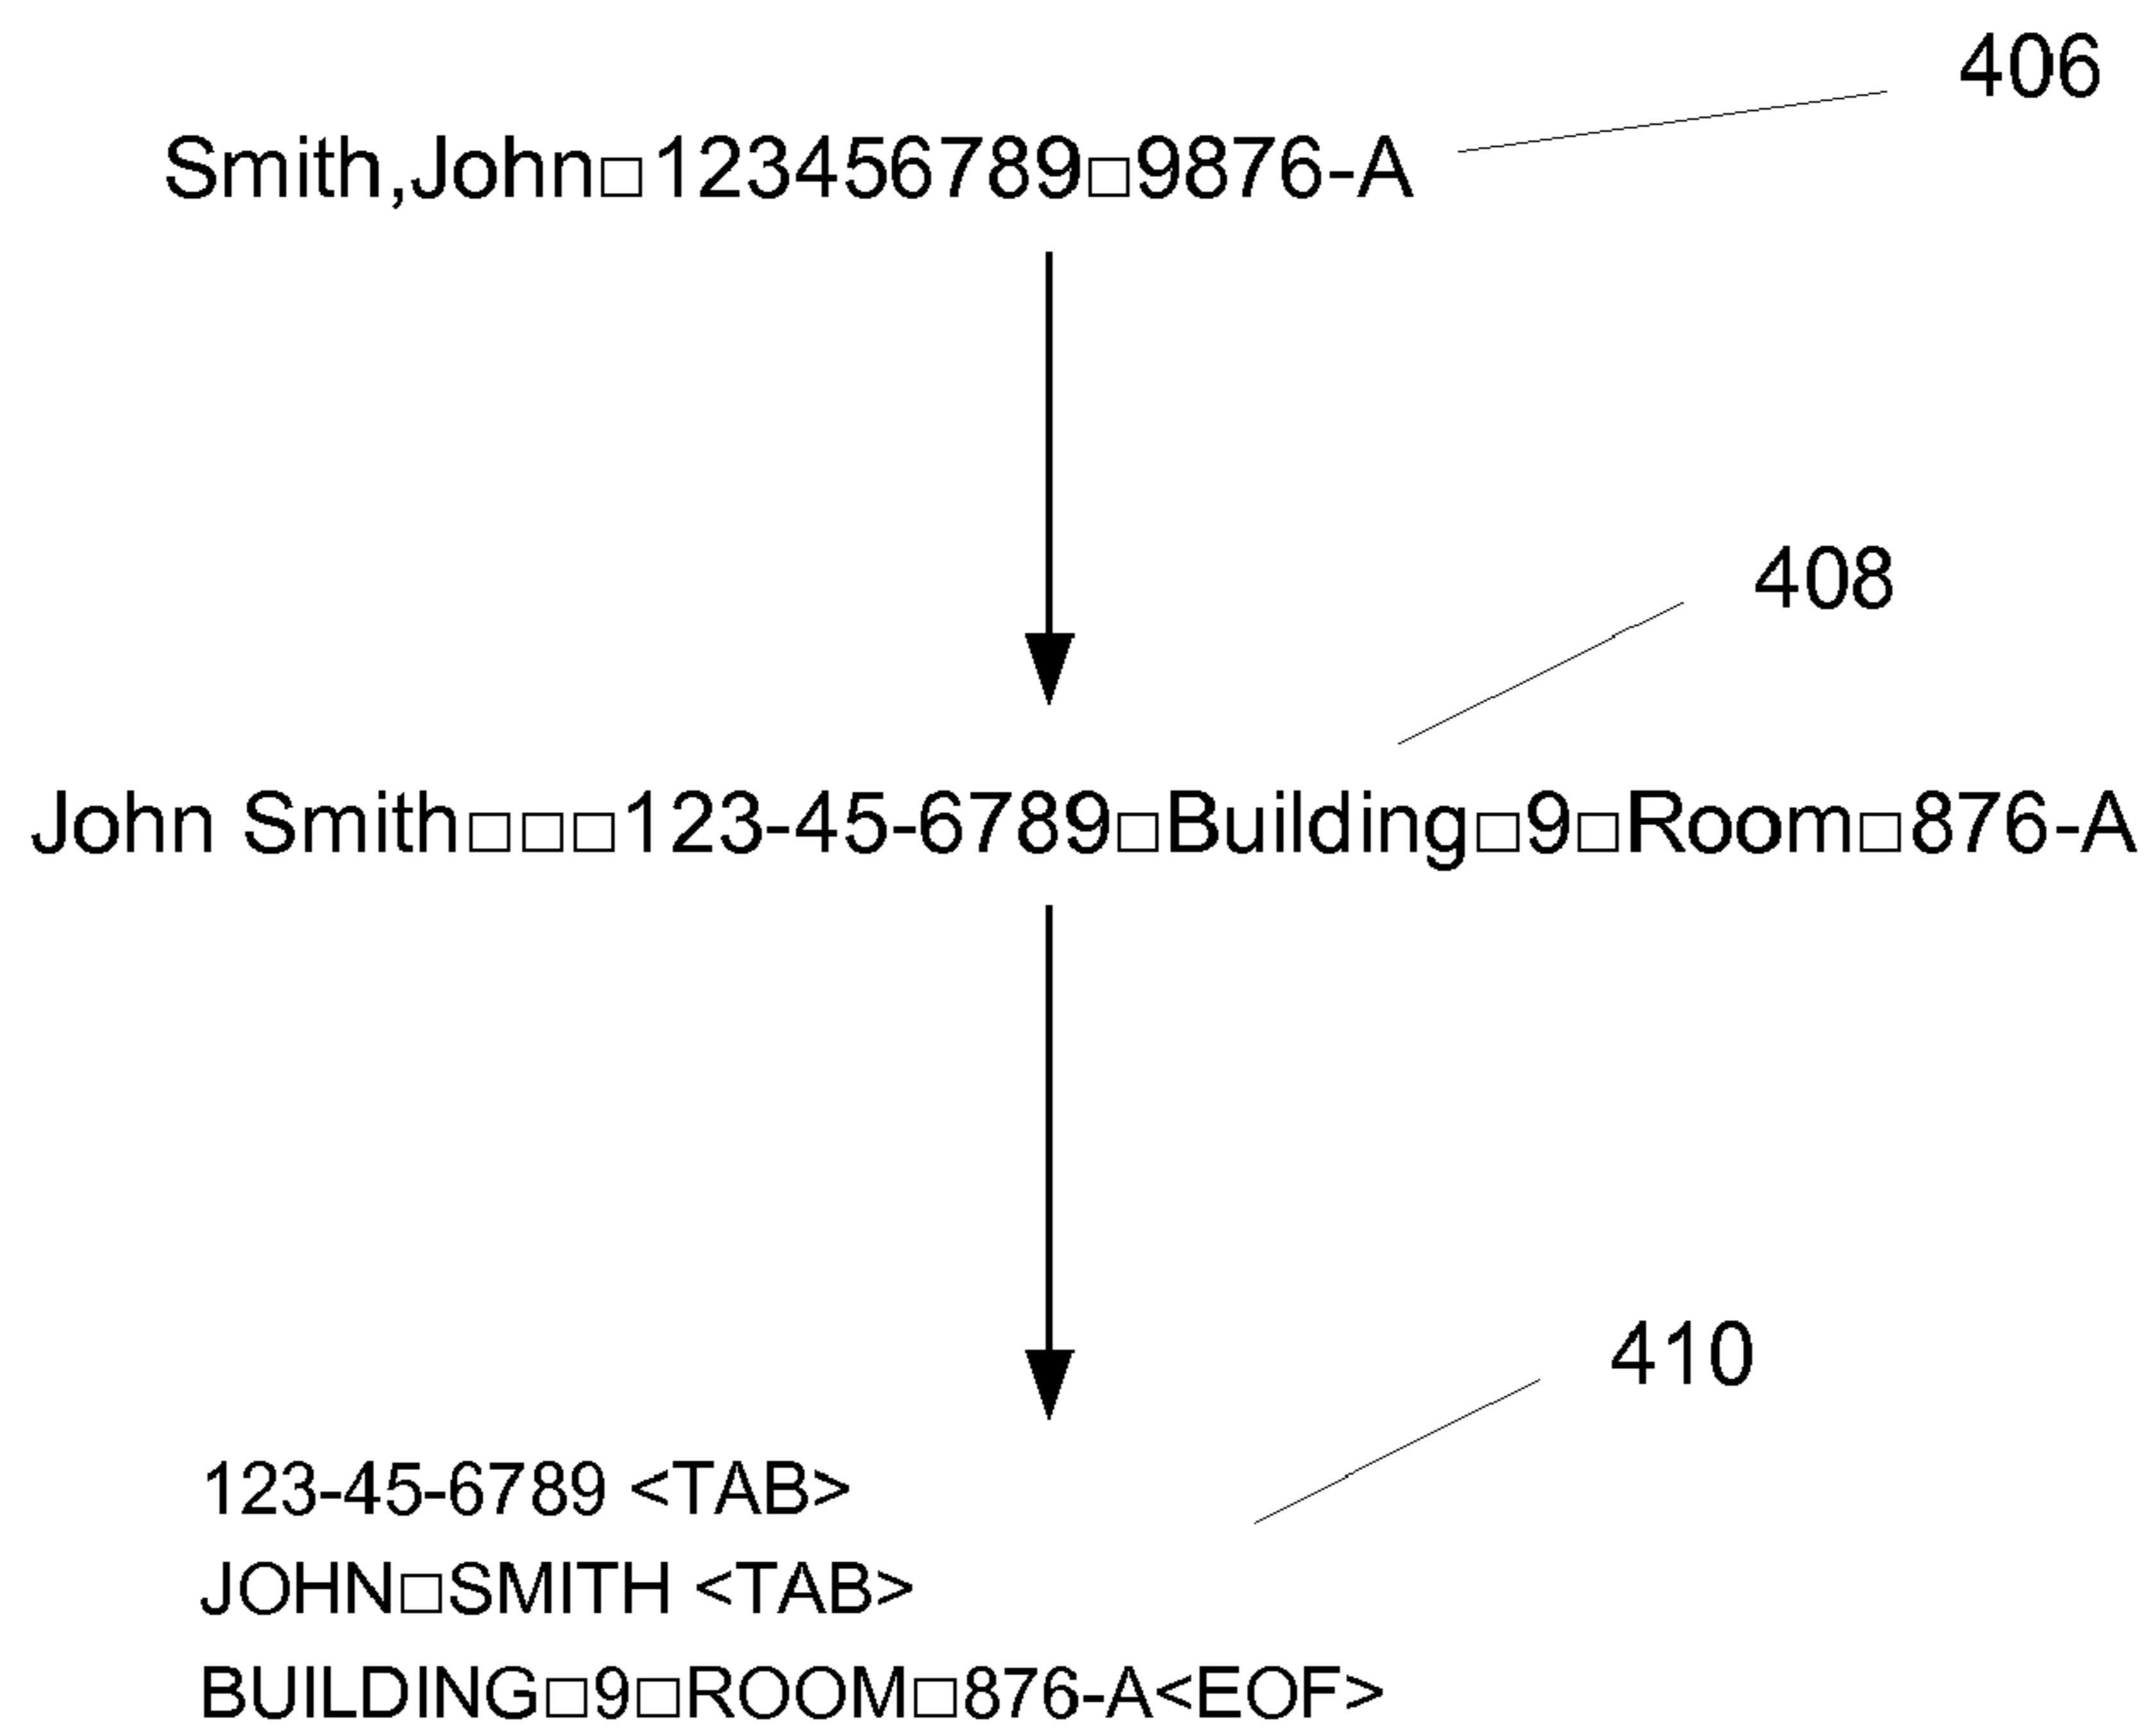 406
Smith,John□123456789□9876-A
408
John Smith□□□123-45-6789□Building□9□Room□876-A
410
123-45-6789 <TAB>
JOHN□SMITH <TAB>
BUILDING□9□ROOM□876-A<EOF>